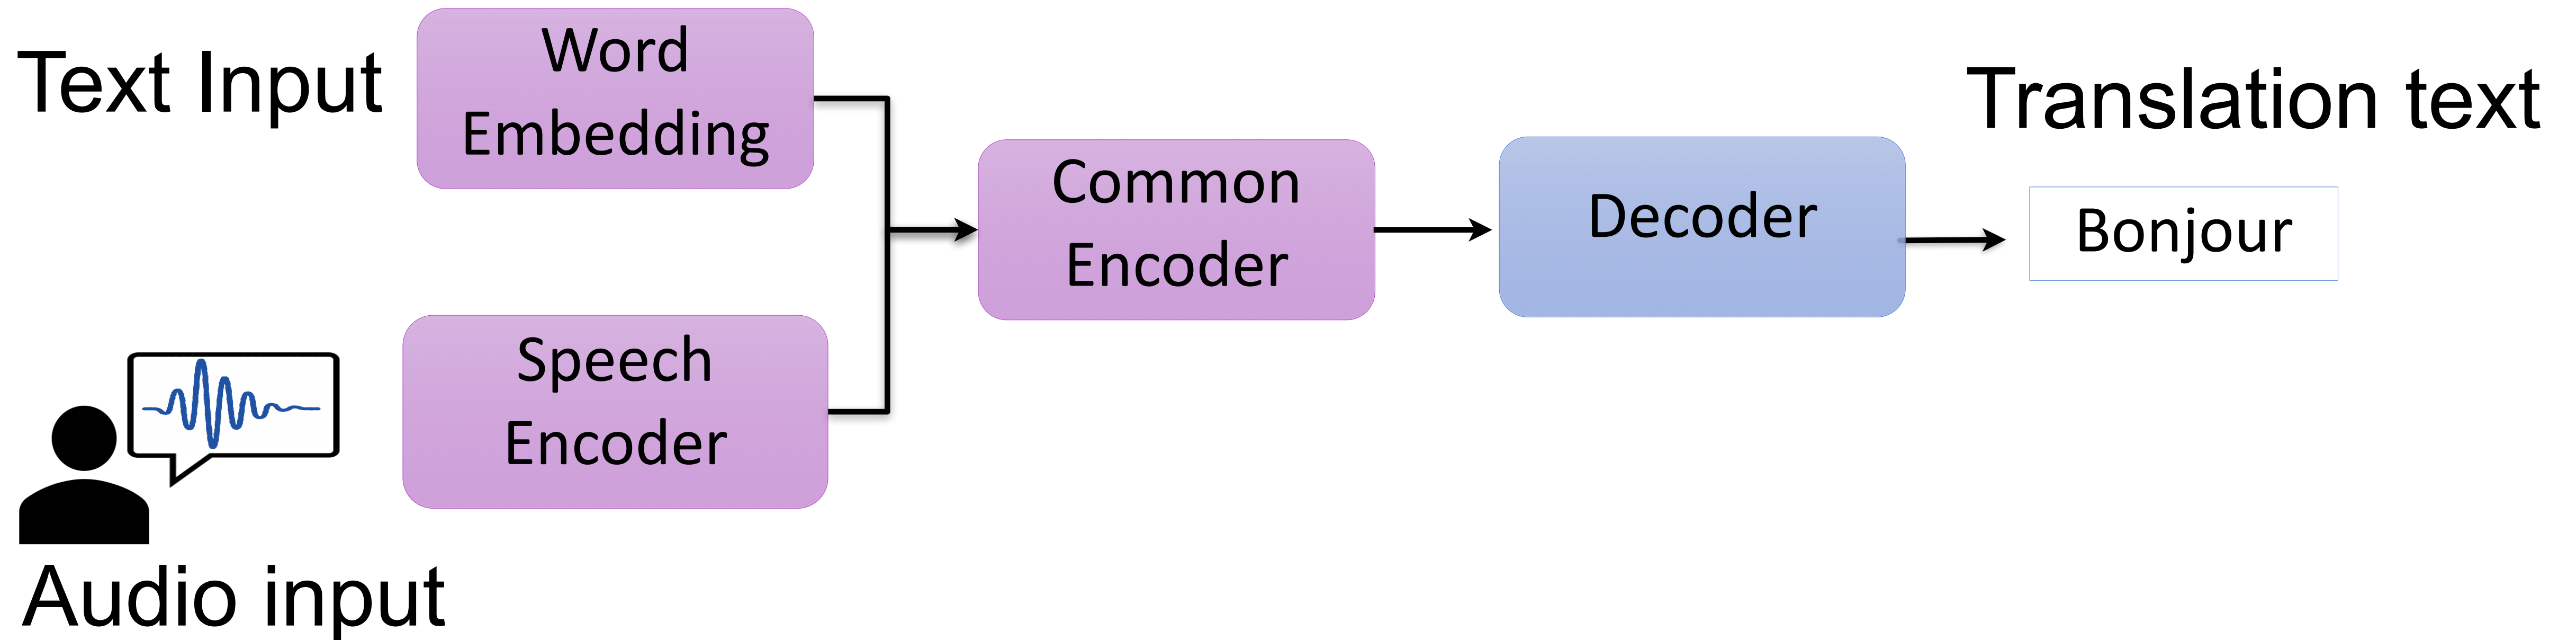 Text Input
Word
Embedding
Speech
Encoder
Audio input
Common
Encoder
Decoder
Translation text
Bonjour